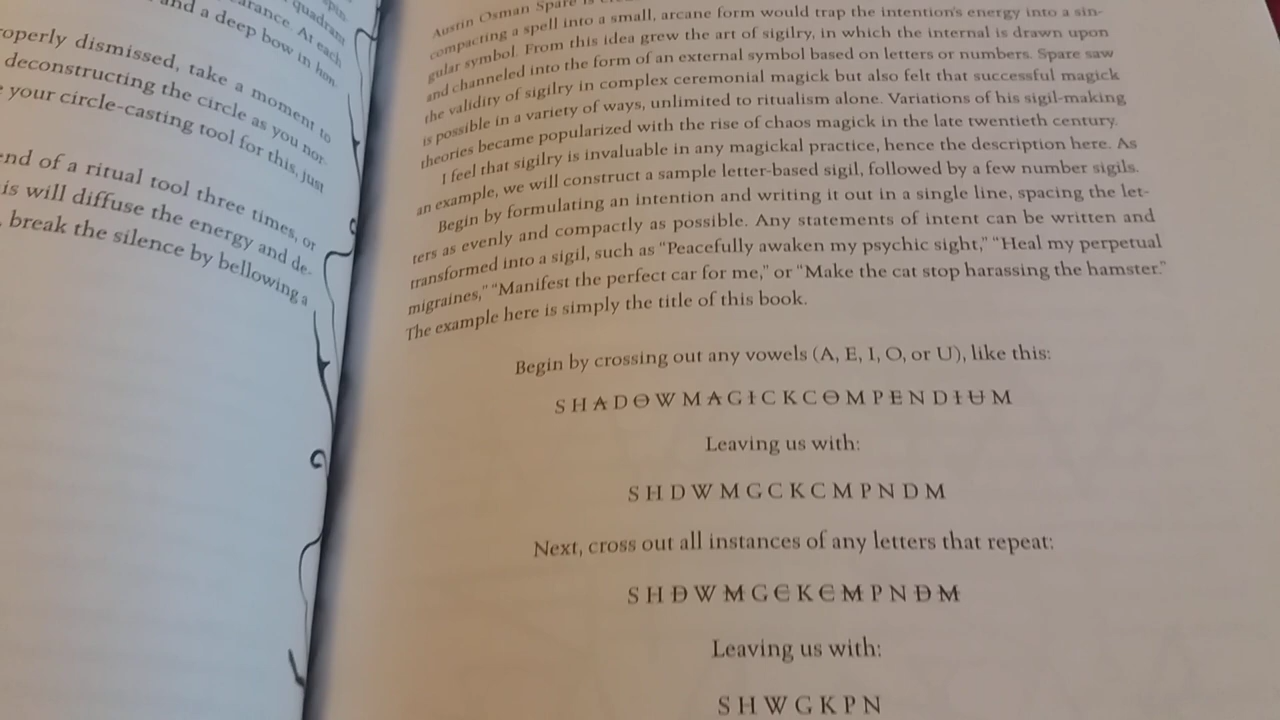 quadrant
arance. At each
and a deep bow in hon-
operly dismissed, take a moment to
deconstructing the circle as you nor-
your circle-casting tool for this, just
end of a ritual tool three times, or
is will diffuse the energy and de-
break the silence by bellowing a
Austin Osman Spare is
compacting a spell into a small, arcane form would trap the intention's energy into a sin-
gular symbol. From this idea grew the art of sigilry, in which the internal is drawn upon
and channeled into the form of an external symbol based on letters or numbers. Spare saw
the validity of sigilry in complex ceremonial magick but also felt that successful magick
is possible in a variety of ways, unlimited to ritualism alone. Variations of his sigil-making
theories became popularized with the rise of chaos magick in the late twentieth century.
I feel that sigilry is invaluable in any magickal practice, hence the description here. As
an example, we will construct a sample letter-based sigil, followed by a few number sigils.
Begin by formulating an intention and writing it out in a single line, spacing the let-
ters as evenly and compactly as possible. Any statements of intent can be written and
transformed into a sigil, such as "Peacefully awaken my psychic sight," "Heal my perpetual
migraines," "Manifest the perfect car for me," or "Make the cat stop harassing the hamster."
The example here is simply the title of this book.
Begin by crossing out any vowels (A, E, I, O, or U), like this:
S H A D O W M A G I C K C O M P E N D I U M
Leaving us with:
S H D W M G C K C M P N D M
Next, cross out all instances of any letters that repeat:
S H D W M G C K C M P N D M
Leaving us with:
S H W G K P N